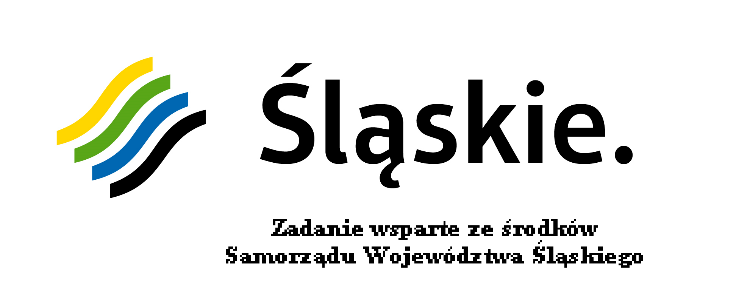 Śląskie.
Zadanie wsparte ze środków
Samorządu Województwa Śląskiego